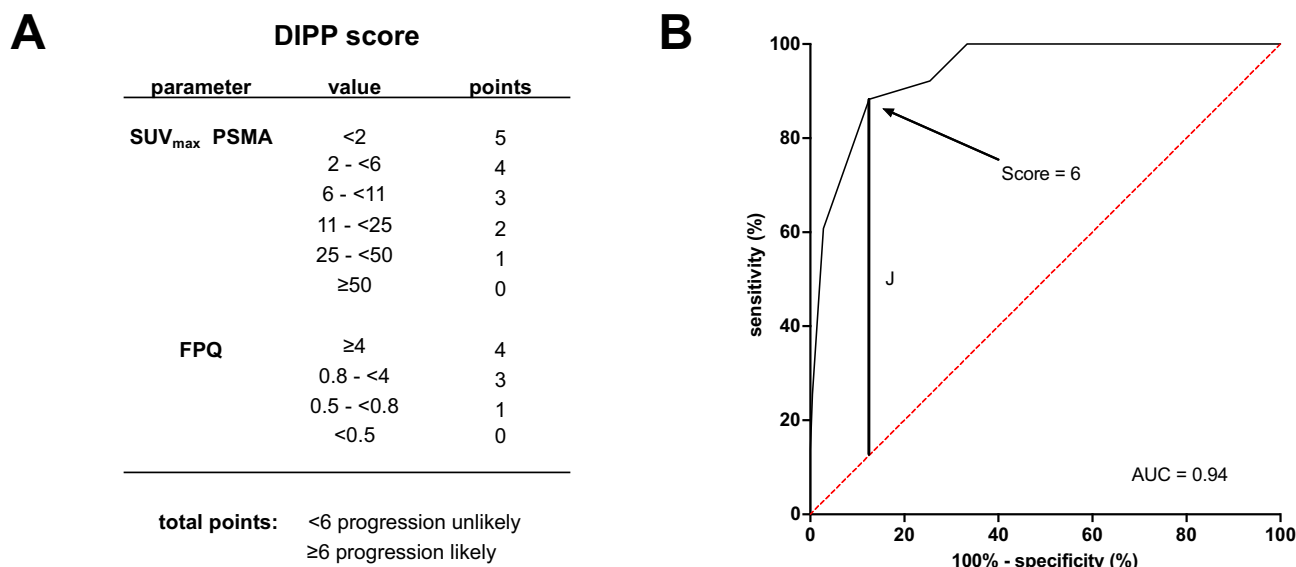 A
DIPP score
parameter value points
SUVmax PSMA <2 5
2 - <6 4
6 - <11 3
11 - <25 2
25 - <50 1
≥50 0
FPQ ≥4 4
0.8 - <4 3
0.5 - <0.8 1
<0.5 0
total points: <6 progression unlikely
≥6 progression likely
B
sensitivity (%)
100
80
60
40
20
0
Score = 6
J
AUC = 0.94
0 20 40 60 80 100
100% - specificity (%)